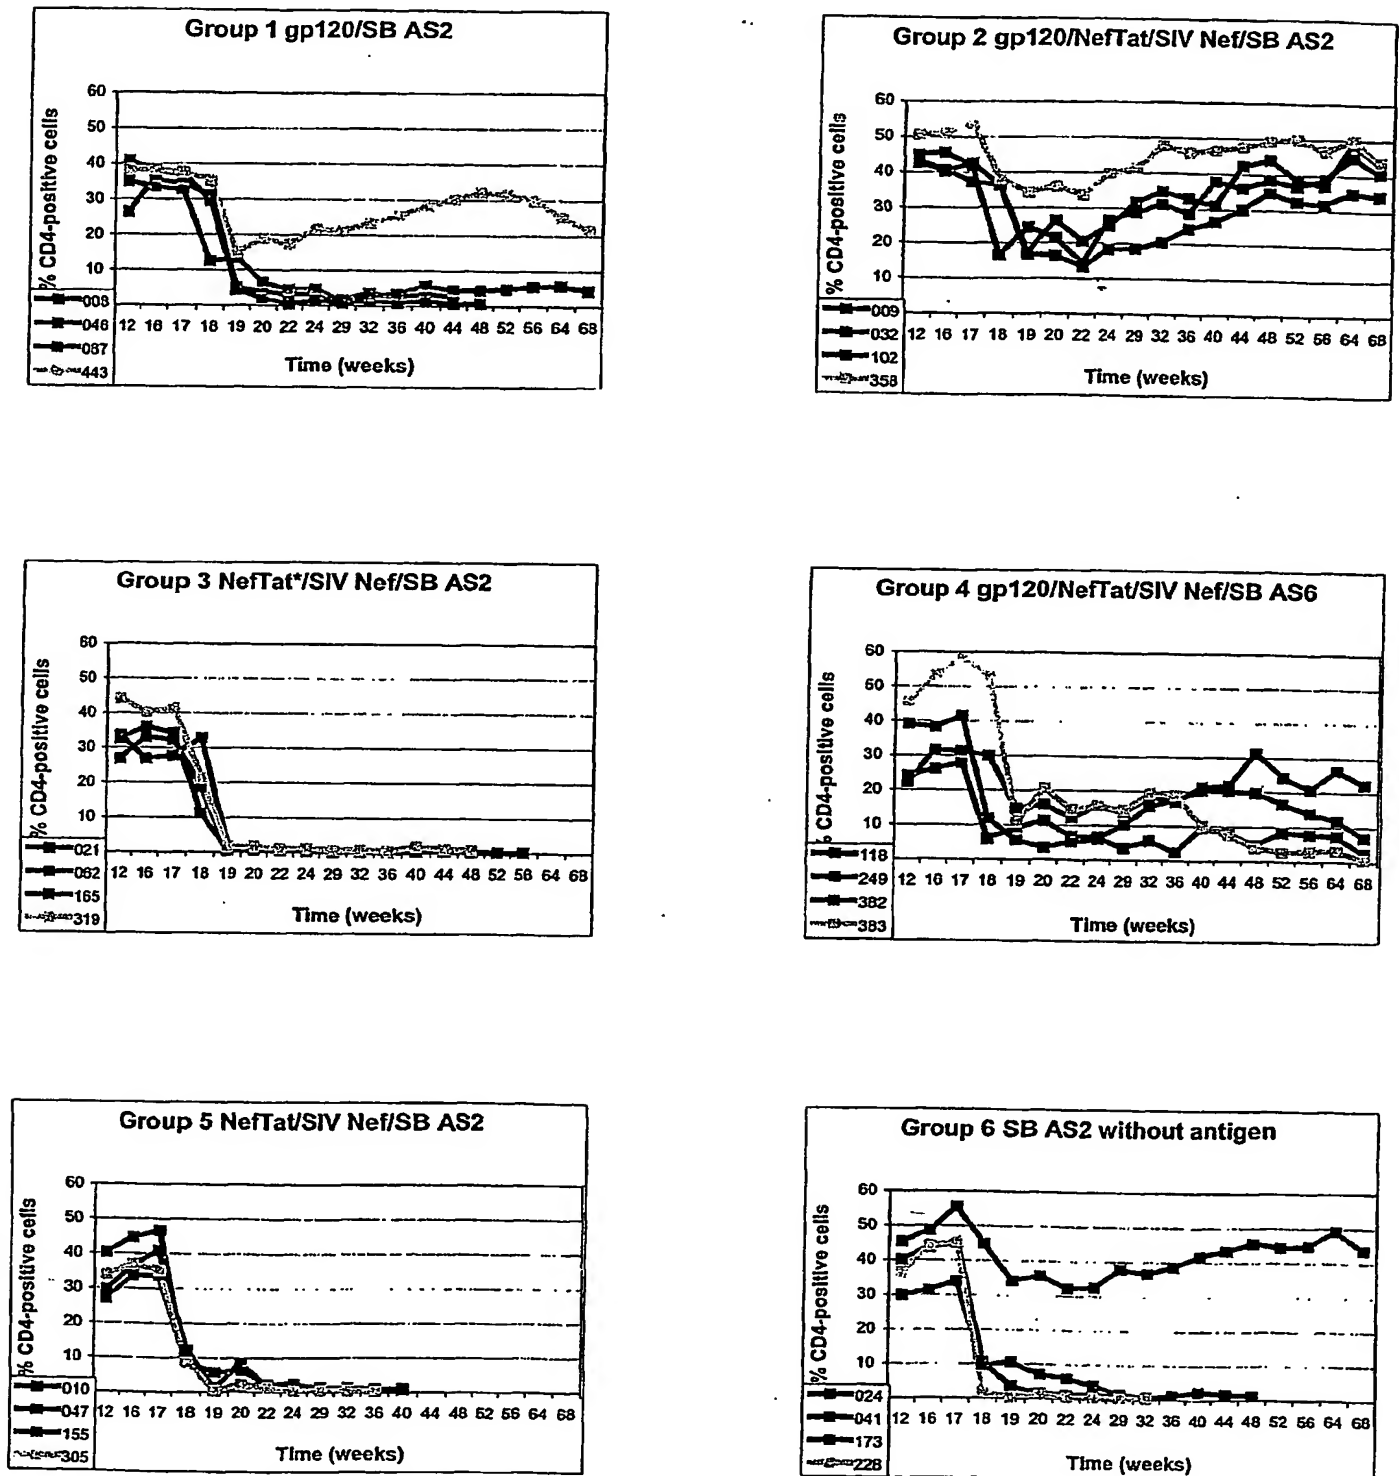 Group 1 gp120/SB AS2
% CD4-positive cells
60
50
40
30
20
10
008
046
087
443
12 16 17 18 19 20 22 24 29 32 36 40 44 48 52 56 64 68
Time (weeks)
Group 2 gp120/NefTat/SIV Nef/SB AS2
% CD4-positive cells
60
50
40
30
20
10
009
032
102
358
12 16 17 18 19 20 22 24 29 32 36 40 44 48 52 56 64 68
Time (weeks)
Group 3 NefTat*/SIV Nef/SB AS2
% CD4-positive cells
60
50
40
30
20
10
021
062
165
319
12 16 17 18 19 20 22 24 29 32 36 40 44 48 52 56 64 68
Time (weeks)
Group 4 gp120/NefTat/SIV Nef/SB AS6
% CD4-positive cells
60
50
40
30
20
10
118
249
382
383
12 16 17 18 19 20 22 24 29 32 36 40 44 48 52 56 64 68
Time (weeks)
Group 5 NefTat/SIV Nef/SB AS2
% CD4-positive cells
60
50
40
30
20
10
010
047
155
305
12 16 17 18 19 20 22 24 29 32 36 40 44 48 52 56 64 68
Time (weeks)
Group 6 SB AS2 without antigen
% CD4-positive cells
60
50
40
30
20
10
024
041
173
228
12 16 17 18 19 20 22 24 29 32 36 40 44 48 52 56 64 68
Time (weeks)